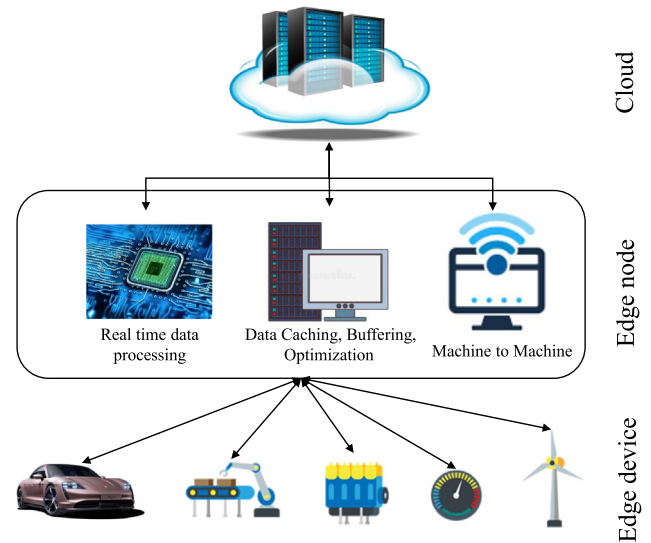 Cloud
Edge node
Real time data
processing
Data Caching, Buffering,
Optimization
Machine to Machine
Edge device